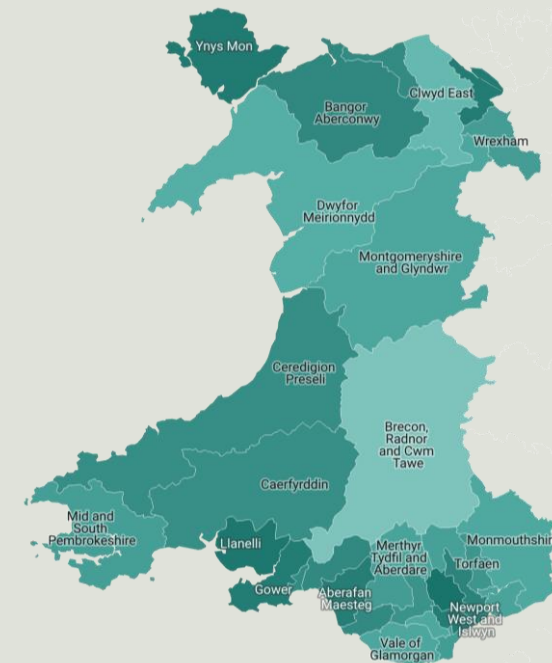 Ynys Mon
Clwyd East
Bangor
Aberconwy
Wrexham
Dwyfor
Meirionnydd
Montgomeryshire
and Glyndwr
Ceredigion
Preseli
Brecon,
Radnor
and Cwm
Tawe
Caerfyrddin
Mid and
South
Pembrokeshire
Llanelli
Merthyr
Tydfil and
Aberdare
Monmouthshir
Torfaen
Gower
Aberafan
Maesteg
Newport
West and
Islwyn
Vale of
Glamorgan